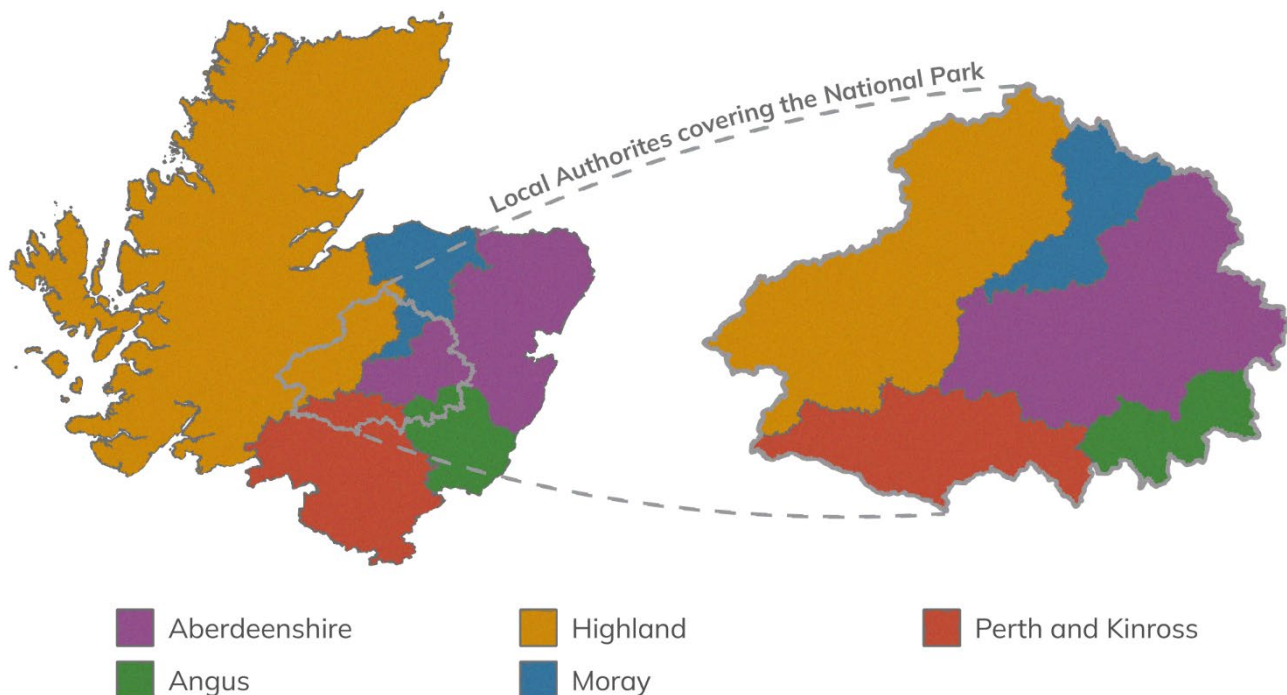 Local Authorites covering the National Park
Aberdeenshire
Highland
Perth and Kinross
Angus
Moray